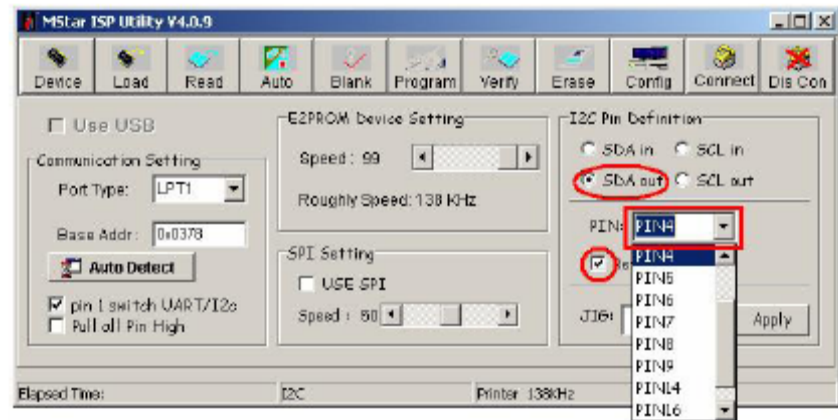 MStar ISP Utility V4.0.9
Device Load Read Auto Blank Program Verify Erase Config Connect Dis Con
Use USB
Communication Setting
Port Type: LPT1
Base Addr: 0x0378
Auto Detect
pin 1 switch UART/I2c
Pull all Pin High
E2PROM Device Setting
Speed: 99
Roughly Speed: 138 KHz
SPI Setting
USE SPI
Speed: 50
I2C Pin Definition
SDA in SCL in
SDA out SCL out
PIN: PIN4
PIN4
PIN5
PIN6
PIN7
PIN8
PIN9
PIN14
PIN16
JIG: Apply
Elapsed Time: I2C Printer 138KHz